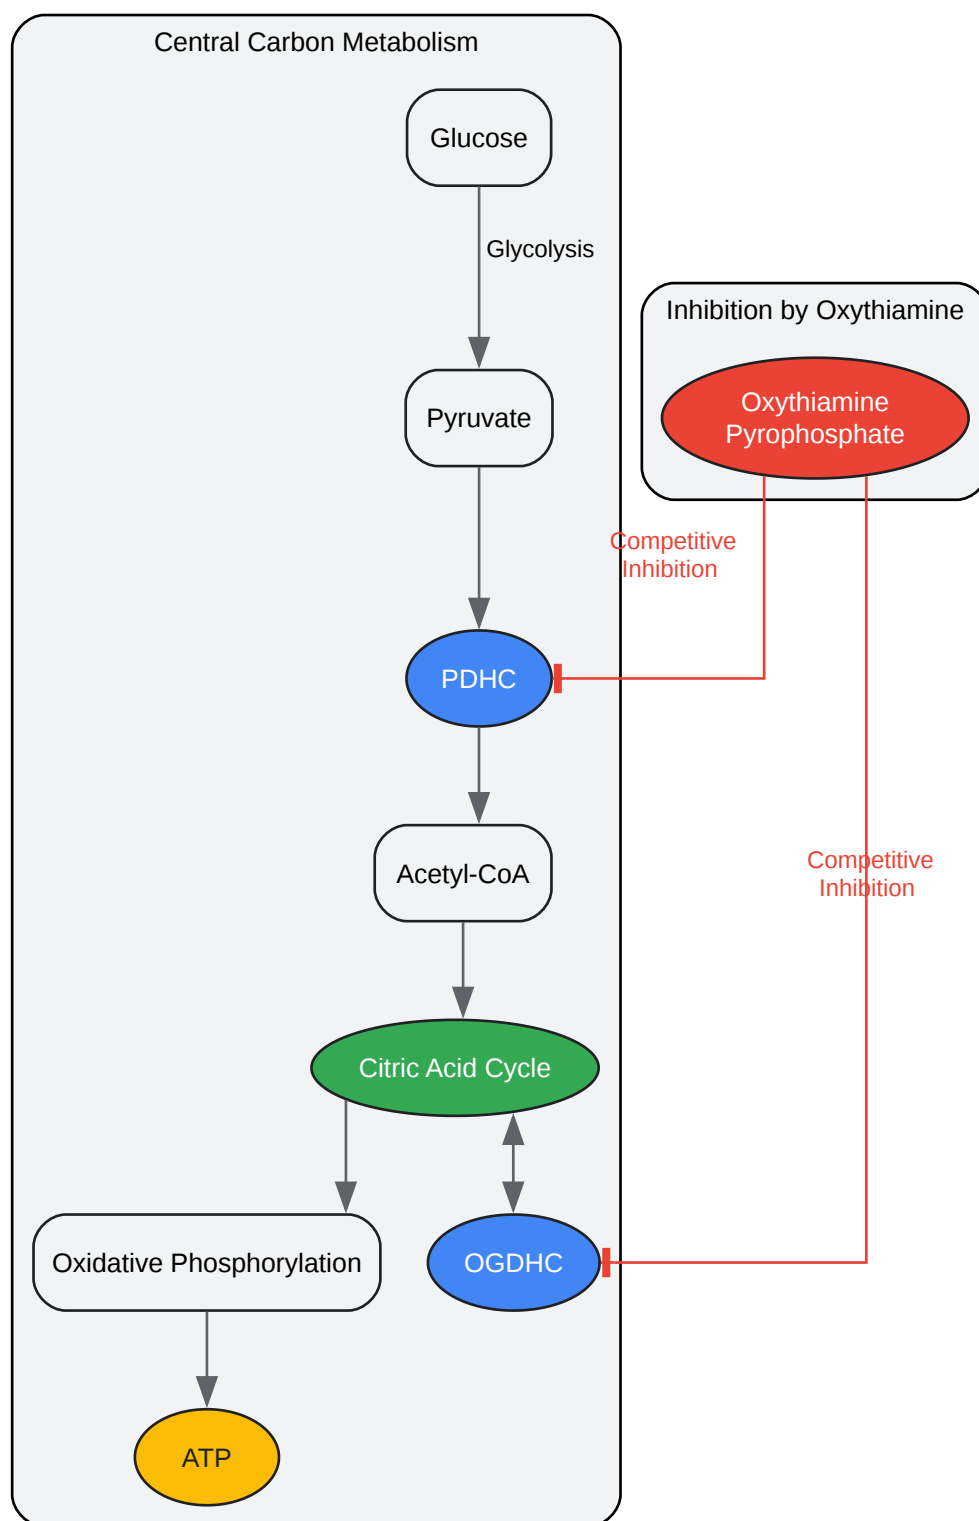 Central Carbon Metabolism
Glucose
Glycolysis
Inhibition by Oxythiamine
Oxythiamine
Pyrophosphate
Pyruvate
Competitive
Inhibition
PDHC
Competitive
Inhibition
Acetyl-CoA
Citric Acid Cycle
Oxidative Phosphorylation
OGDHC
ATP